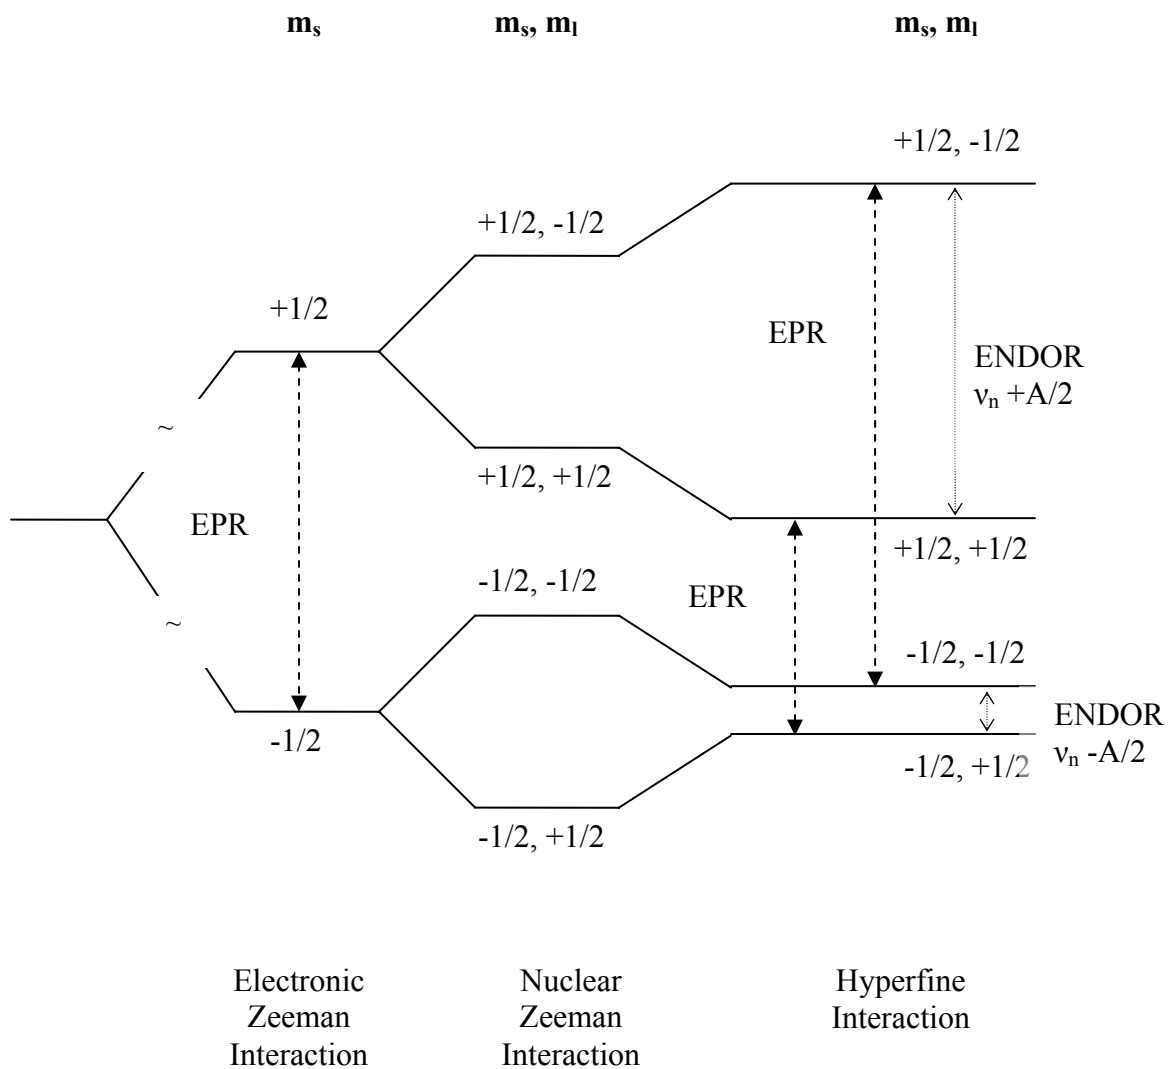 mₛ
mₛ, mₗ
mₛ, mₗ
+1/2, -1/2
+1/2, -1/2
+1/2
EPR
ENDOR
νₙ +A/2
~
+1/2, +1/2
EPR
+1/2, +1/2
-1/2, -1/2
EPR
~
-1/2, -1/2
-1/2
ENDOR
νₙ -A/2
-1/2, +1/2
-1/2, +1/2
Electronic
Zeeman
Interaction
Nuclear
Zeeman
Interaction
Hyperfine
Interaction